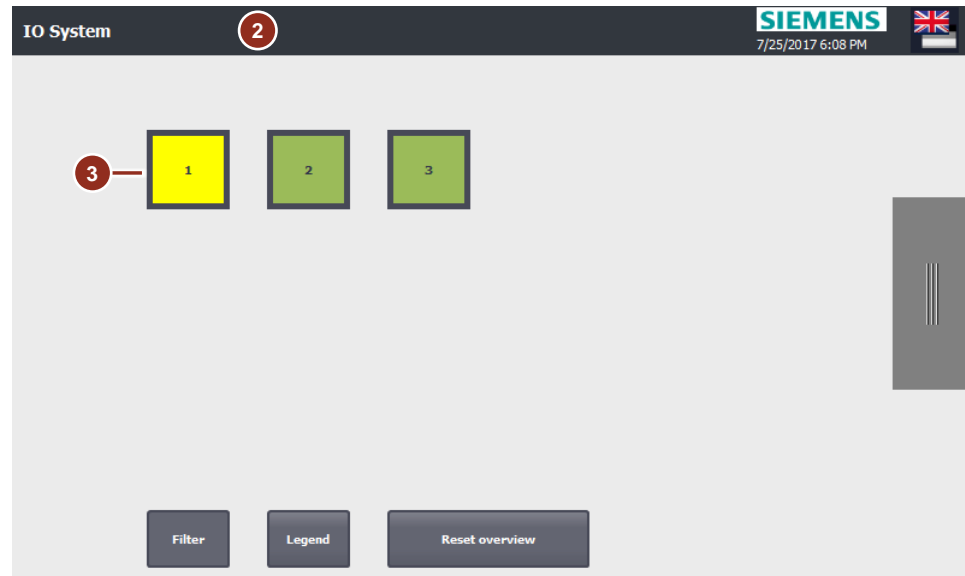 IO System
2
SIEMENS
7/25/2017 6:08 PM
3
1
2
3
Filter
Legend
Reset overview